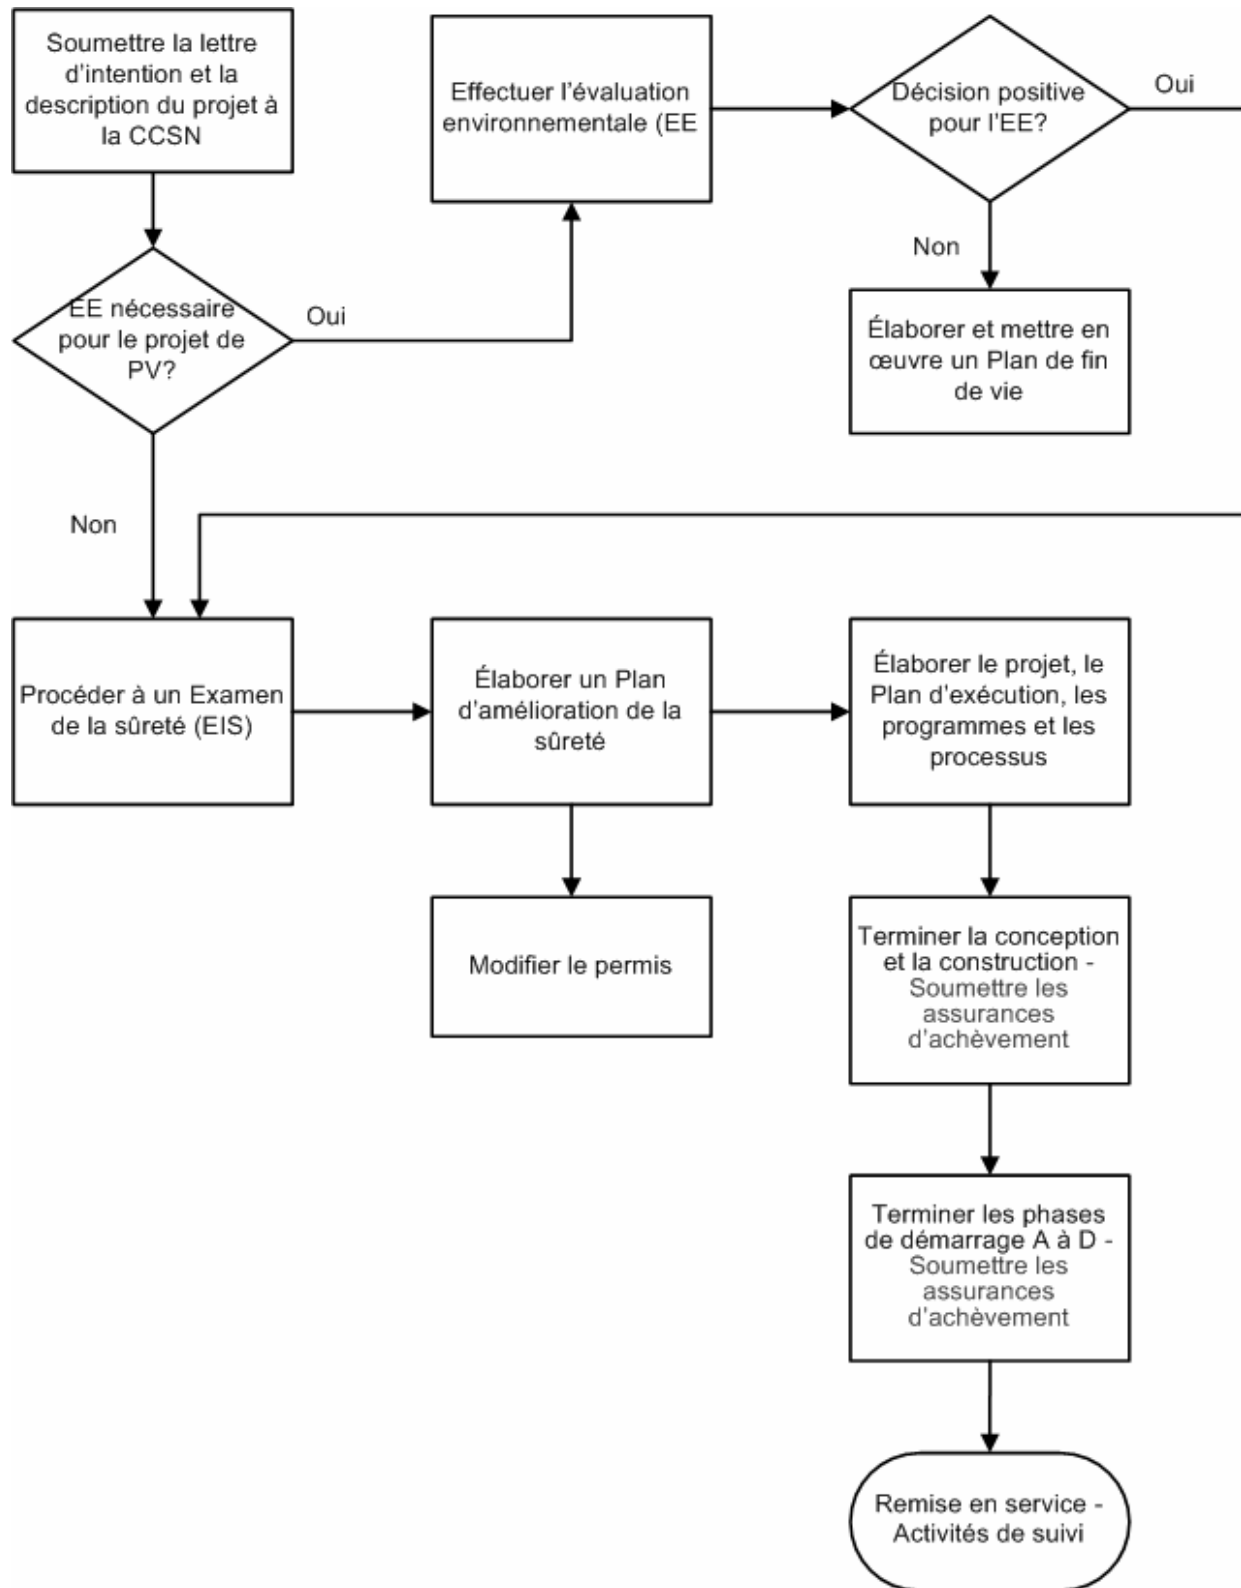 Soumettre la lettre
d'intention et la
description du projet à
la CCSN
Effectuer l'évaluation
environnementale (EE
Décision positive
pour l'EE?
Oui
Non
EE nécessaire
pour le projet de
PV?
Oui
Élaborer et mettre en
œuvre un Plan de fin
de vie
Non
Procéder à un Examen
de la sûreté (EIS)
Élaborer un Plan
d'amélioration de la
sûreté
Élaborer le projet, le
Plan d'exécution, les
programmes et les
processus
Modifier le permis
Terminer la conception
et la construction -
Soumettre les
assurances
d'achèvement
Terminer les phases
de démarrage A à D -
Soumettre les
assurances
d'achèvement
Remise en service -
Activités de suivi